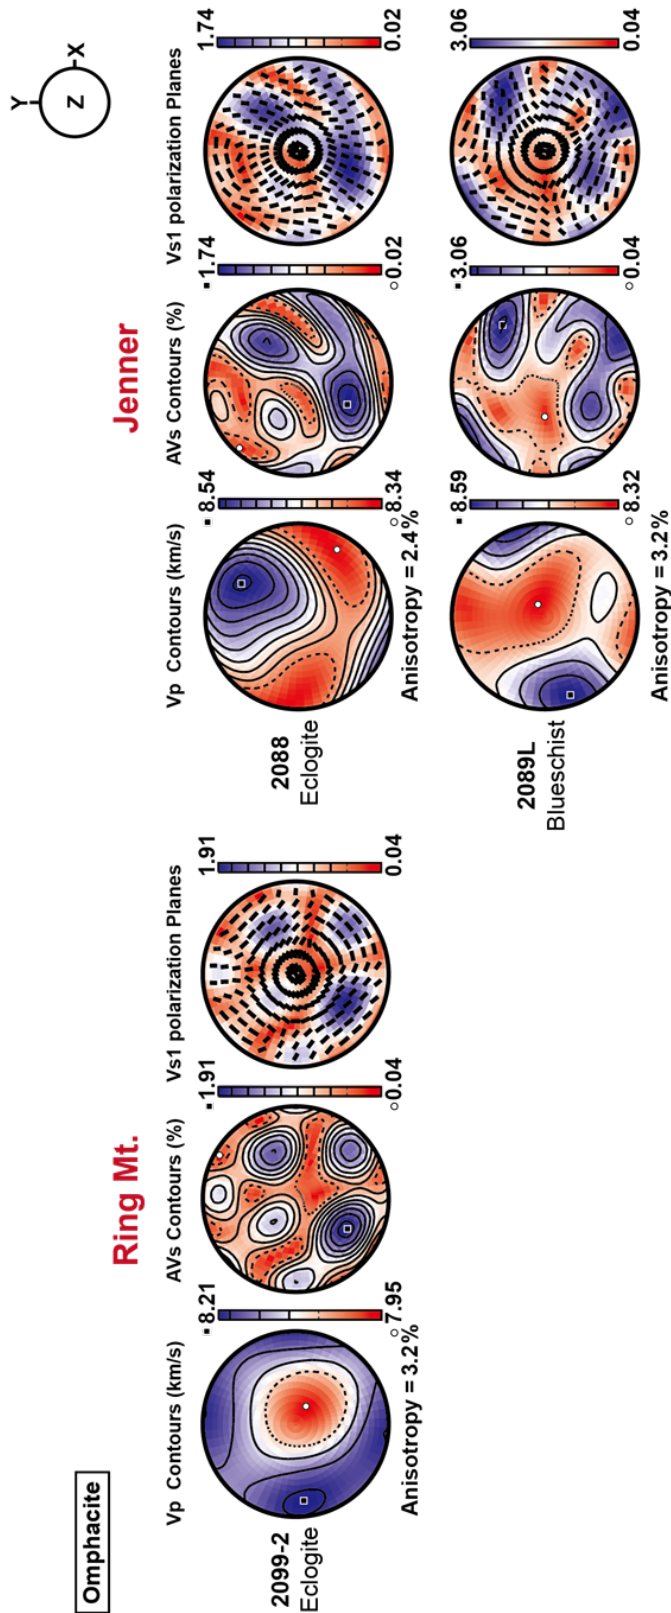 Omphacite
Ring Mt.
Jenner
Y
Z
X
Vp Contours (km/s)
AVs Contours (%)
Vs1 polarization Planes
Vp Contours (km/s)
AVs Contours (%)
Vs1 polarization Planes
2099-2
Eclogite
8.21
7.95
Anisotropy = 3.2%
1.91
0.04
1.91
0.04
2088
Eclogite
8.54
8.34
Anisotropy = 2.4%
1.74
0.02
1.74
0.02
2089L
Blueschist
8.59
8.32
Anisotropy = 3.2%
3.06
0.04
3.06
0.04